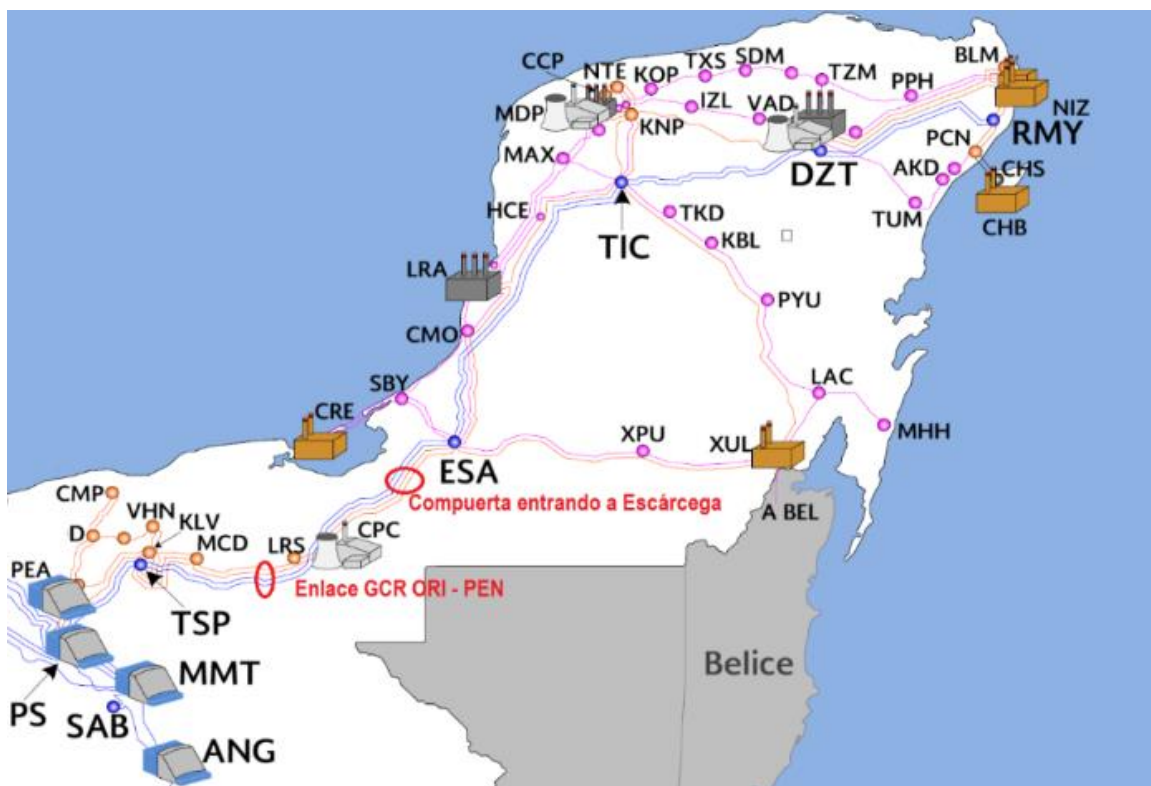 BLM
TXS
SDM
CCP
NTE
KOP
TZM
PPH
NIZ
MDP
IZL
VAD
RMY
KNP
PCN
MAX
AKD
CHS
DZT
TUM
CHB
HCE
TKD
TIC
KBL
LRA
PYU
CMO
SBY
LAC
CRE
XPU
XUL
MHH
ESA
CMP
Compuerta entrando a Escárcega
A BEL
VHN
KLV
D
MCD
LRS
CPC
PEA
Enlace GCR ORI - PEN
TSP
Belice
MMT
PS
SAB
ANG